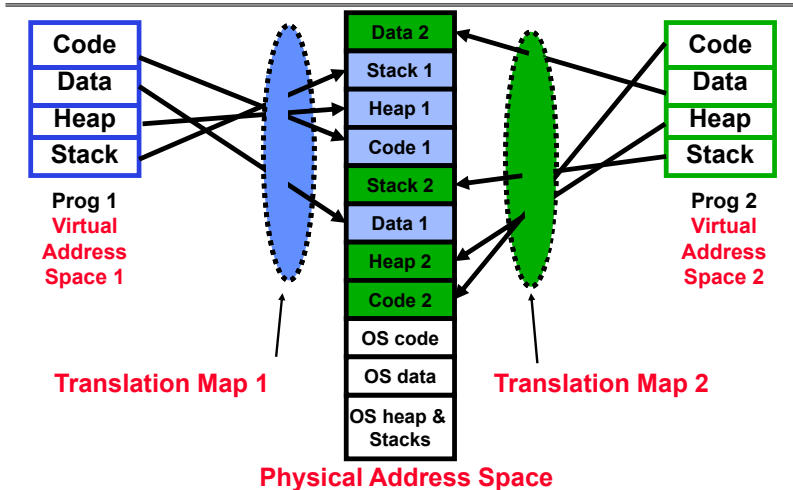 Code
Data
Heap
Stack
Prog 1
Virtual
Address
Space 1
Translation Map 1
Data 2
Stack 1
Heap 1
Code 1
Stack 2
Data 1
Heap 2
Code 2
OS code
OS data
OS heap &
Stacks
Physical Address Space
Code
Data
Heap
Stack
Prog 2
Virtual
Address
Space 2
Translation Map 2